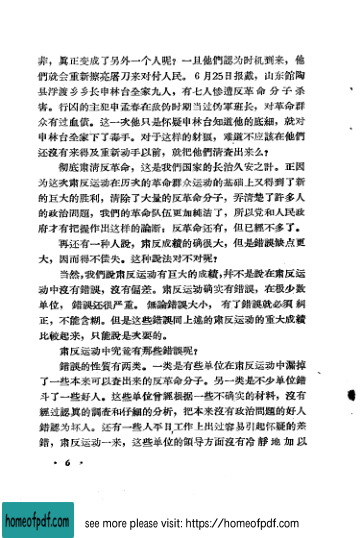 非，真正变成了另外一个人呢？一旦他們認为时机到来，他
們就会重新擦亮屠刀来对付人民。6月25日报載，山东館陶
县浮渡乡乡长申林台全家九人，有七人惨遭反革命分子杀
害。行凶的主犯申孟春在敌伪时期当过伪軍班长，对革命群
众有过血債。这一次他只是怀疑申林台知道他的底細，就对
申林台全家下了毒手。对于这样的豺狼，难道不应該在他們
还沒有来得及重新动手以前，就把他們清查出来么？
彻底肃清反革命，这是我們国家的长治久安之計。正因
为这次肃反运动在历次的革命群众运动的基础上又得到了新
的巨大的胜利，清除了大量的反革命分子，弄清楚了許多人
的政治問題，我們的革命队伍更加純洁了，所以党和人民政
府才有把握作出这样的論断，反革命还有，但已經不多了。
再还有一种人說，肃反成績的确很大，但是錯誤缺点更
大，因而得不偿失。这种說法对不对呢？
当然，我們說肃反运动有巨大的成績，幷不是說在肃反运
动中沒有錯誤，沒有偏差。肃反运动确实有錯誤，在很少数
单位，錯誤还很严重。無論錯誤大小，有了錯誤就必須糾
正，不能含糊。但是这些錯誤同上述的肃反运动的重大成績
比較起来，只能說是次要的。
肃反运动中究竟有那些錯誤呢？
錯誤的性質有两类。一类是有些单位在肃反运动中漏掉
了一些本来可以查出来的反革命分子。另一类是不少单位錯
斗了一些好人。这些单位曾經根据一些不确实的材料，沒有
經过認真的調查和仔細的分析，把本来沒有政治問題的好人
錯認为坏人。还有一些人平日工作上出过容易引起怀疑的差
錯，肃反运动一来，这些单位的領导方面沒有冷靜地加以
· 6 ·
homeofpdf.com
see more please visit: https://homeofpdf.com